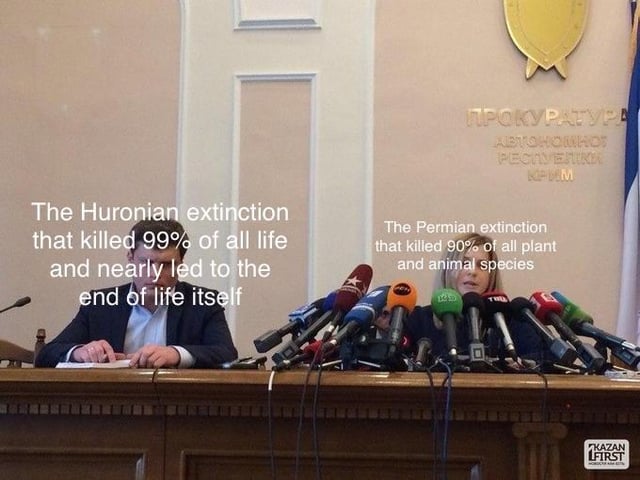 ПРОКУРАТУРА
АВТОНОМНОЇ
РЕСПУБЛІКИ
КРИМ
The Huronian extinction
that killed 99% of all life
and nearly led to the
end of life itself
The Permian extinction
that killed 90% of all plant
and animal species
KAZAN
FIRST